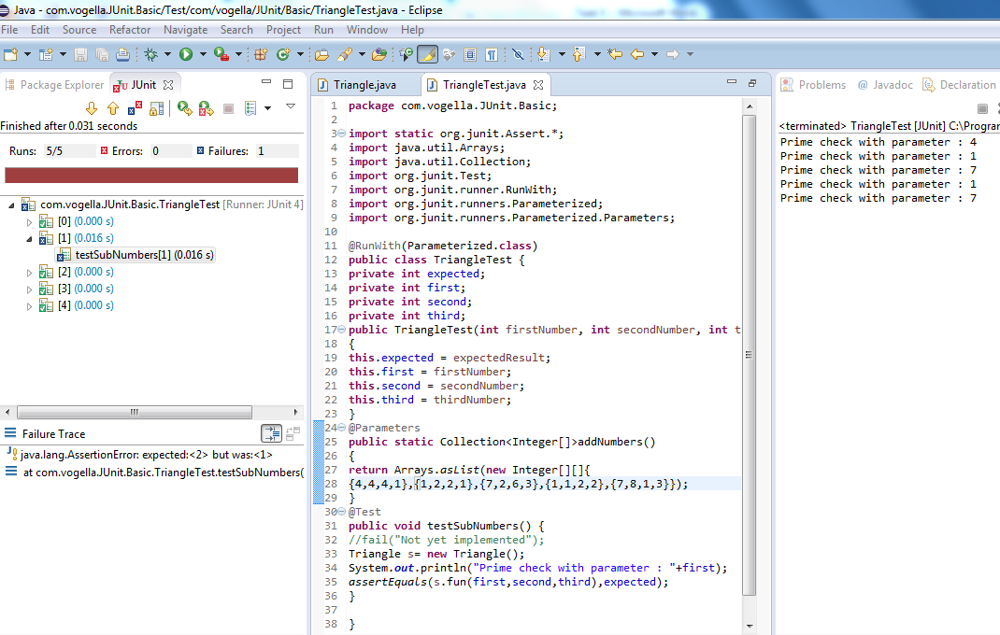 Java - com.vogella.JUnit.Basic/Test/com/vogella/JUnit/Basic/TriangleTest.java - Eclipse
File Edit Source Refactor Navigate Search Project Run Window Help
Package Explorer JUnit
Finished after 0.031 seconds
Runs: 5/5 Errors: 0 Failures: 1
com.vogella.JUnit.Basic.TriangleTest [Runner: JUnit 4]
[0] (0.000 s)
[1] (0.016 s)
testSubNumbers[1] (0.016 s)
[2] (0.000 s)
[3] (0.000 s)
[4] (0.000 s)
Failure Trace
java.lang.AssertionError: expected:<2> but was:<1>
at com.vogella.JUnit.Basic.TriangleTest.testSubNumbers(
Triangle.java TriangleTest.java
1 package com.vogella.JUnit.Basic;
2
3 import static org.junit.Assert.*;
4 import java.util.Arrays;
5 import java.util.Collection;
6 import org.junit.Test;
7 import org.junit.runner.RunWith;
8 import org.junit.runners.Parameterized;
9 import org.junit.runners.Parameterized.Parameters;
10
11 @RunWith(Parameterized.class)
12 public class TriangleTest {
13 private int expected;
14 private int first;
15 private int second;
16 private int third;
17 public TriangleTest(int firstNumber, int secondNumber, int t
18 {
19 this.expected = expectedResult;
20 this.first = firstNumber;
21 this.second = secondNumber;
22 this.third = thirdNumber;
23 }
24 @Parameters
25 public static Collection<Integer[]>addNumbers()
26 {
27 return Arrays.asList(new Integer[][]{
28 {4,4,4,1},{1,2,2,1},{7,2,6,3},{1,1,2,2},{7,8,1,3}});
29 }
30 @Test
31 public void testSubNumbers() {
32 //fail("Not yet implemented");
33 Triangle s= new Triangle();
34 System.out.println("Prime check with parameter : "+first);
35 assertEquals(s.fun(first,second,third),expected);
36 }
37
38 }
Problems @ Javadoc Declaration
<terminated> TriangleTest [JUnit] C:\Progra
Prime check with parameter : 4
Prime check with parameter : 1
Prime check with parameter : 7
Prime check with parameter : 1
Prime check with parameter : 7